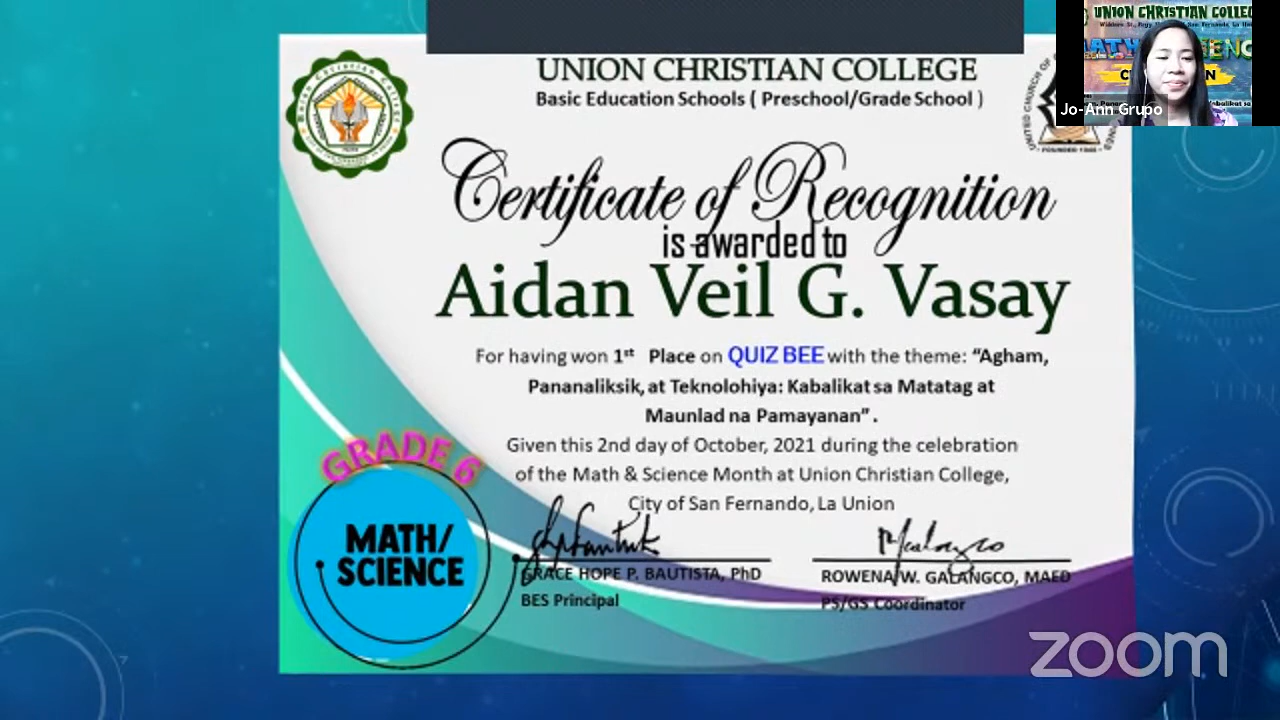 UNION CHRISTIAN COLLEGE
Basic Education Schools ( Preschool/Grade School )
Certificate of Recognition
is awarded to
Aidan Veil G. Vasay
For having won 1st Place on QUIZ BEE with the theme: “Agham,
Pananaliksik, at Teknolohiya: Kabalikat sa Matatag at
Maunlad na Pamayanan”.
Given this 2nd day of October, 2021 during the celebration
of the Math & Science Month at Union Christian College,
City of San Fernando, La Union
GRADE 6
MATH/
SCIENCE
GRACE HOPE P. BAUTISTA, PhD
BES Principal
ROWENA W. GALANGCO, MAED
PS/GS Coordinator
UNION CHRISTIAN COLLEG
Jo-Ann Grupo
zoom